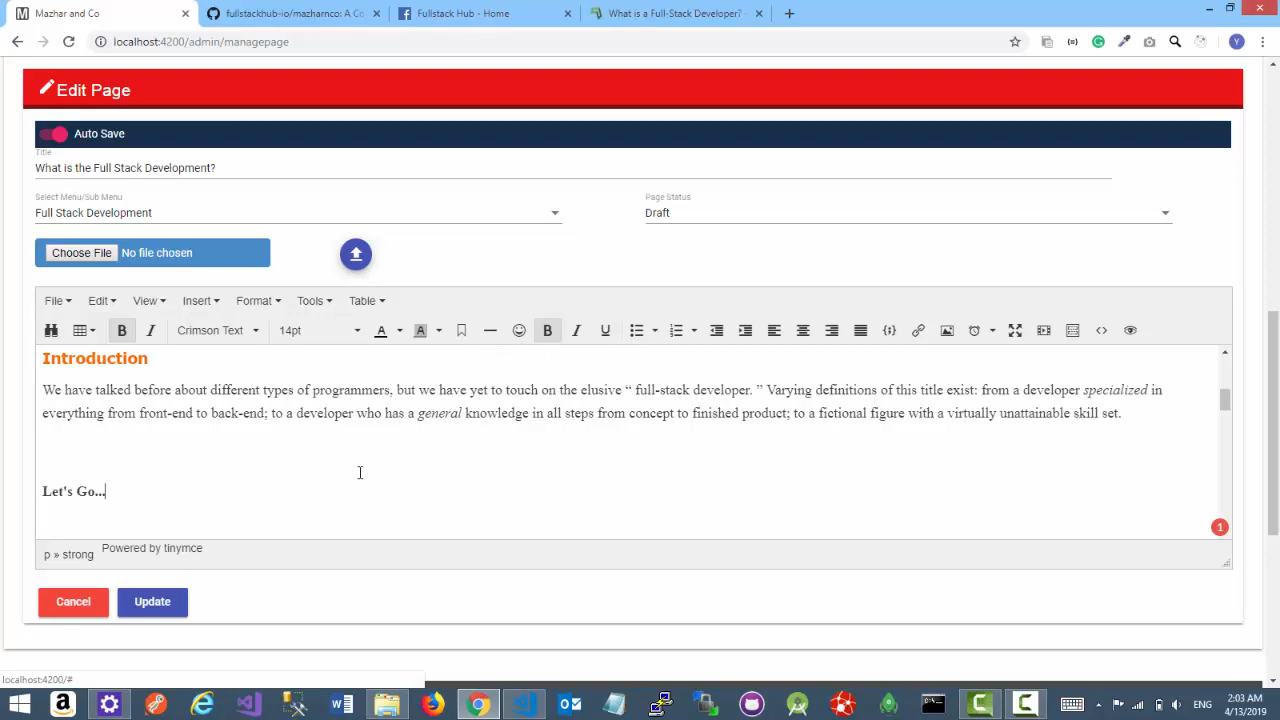 Mazhar and Co
fullstackhub-io/mazharnco: A Co
Fullstack Hub - Home
What is a Full-Stack Developer? -
localhost:4200/admin/managepage
Y
Edit Page
Auto Save
Title
What is the Full Stack Development?
Select Menu/Sub Menu
Page Status
Full Stack Development
Draft
Choose File No file chosen
File Edit View Insert Format Tools Table
Crimson Text 14pt
Introduction
We have talked before about different types of programmers, but we have yet to touch on the elusive “ full-stack developer. ” Varying definitions of this title exist: from a developer specialized in
everything from front-end to back-end; to a developer who has a general knowledge in all steps from concept to finished product; to a fictional figure with a virtually unattainable skill set.
Let's Go...
1
p » strong Powered by tinymce
Cancel Update
localhost:4200/#
2:03 AM
ENG
4/13/2019